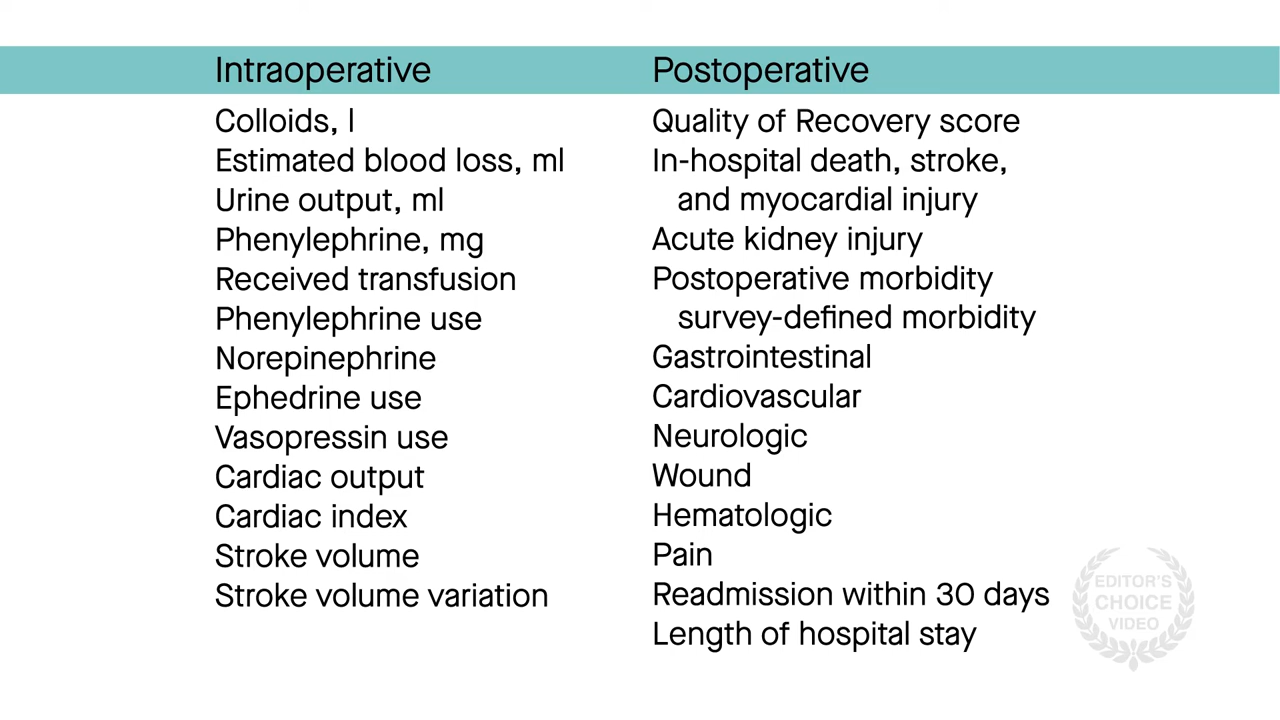 Intraoperative
Colloids, l
Estimated blood loss, ml
Urine output, ml
Phenylephrine, mg
Received transfusion
Phenylephrine use
Norepinephrine
Ephedrine use
Vasopressin use
Cardiac output
Cardiac index
Stroke volume
Stroke volume variation
Postoperative
Quality of Recovery score
In-hospital death, stroke,
and myocardial injury
Acute kidney injury
Postoperative morbidity
survey-defined morbidity
Gastrointestinal
Cardiovascular
Neurologic
Wound
Hematologic
Pain
Readmission within 30 days
Length of hospital stay
EDITOR'S
CHOICE
VIDEO